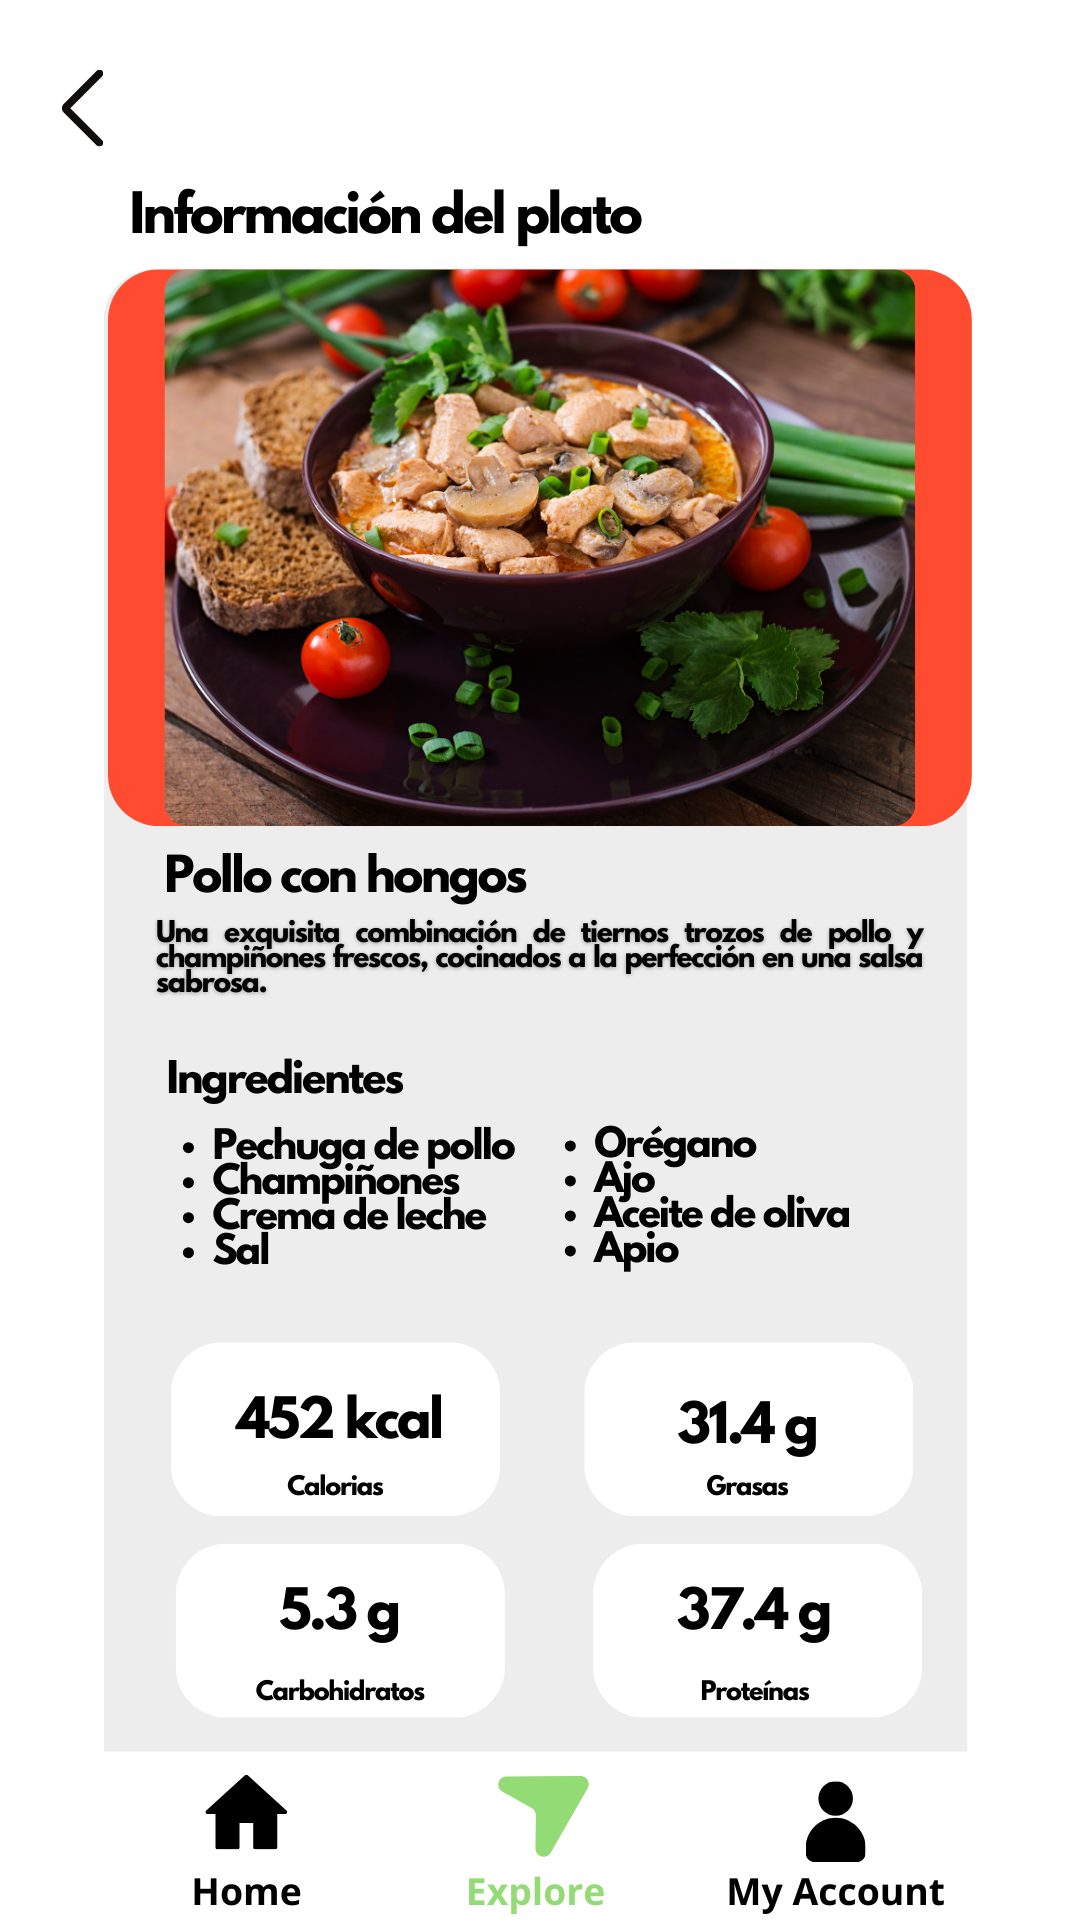 Información del plato
Pollo con hongos
Una exquisita combinación de tiernos trozos de pollo y
champiñones frescos, cocinados a la perfección en una salsa
sabrosa.
Ingredientes
• Pechuga de pollo
• Champiñones
• Crema de leche
• Sal
• Orégano
• Ajo
• Aceite de oliva
• Apio
452 kcal
Calorias
31.4 g
Grasas
5.3 g
Carbohidratos
37.4 g
Proteínas
Home
Explore
My Account